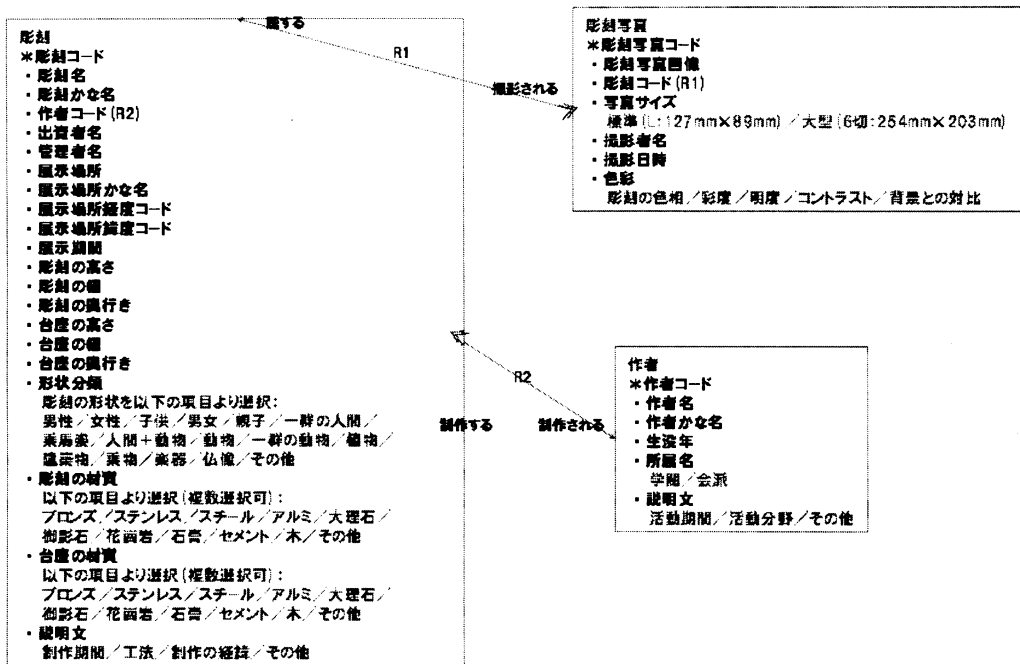 彫刻
＊彫刻コード
・彫刻名
・彫刻かな名
・作者コード(R2)
・出資者名
・管理者名
・展示場所
・展示場所かな名
・展示場所経度コード
・展示場所緯度コード
・展示期間
・彫刻の高さ
・彫刻の幅
・彫刻の奥行き
・台座の高さ
・台座の幅
・台座の奥行き
・形状分類
彫刻の形状を以下の項目より選択：
男性／女性／子供／男女／親子／一群の人間／
乗馬姿／人間＋動物／動物／一群の動物／植物／
建築物／乗物／楽器／仏像／その他
・彫刻の材質
以下の項目より選択(複数選択可)：
ブロンズ／ステンレス／スチール／アルミ／大理石／
御影石／花崗岩／石膏／セメント／木／その他
・台座の材質
以下の項目より選択(複数選択可)：
ブロンズ／ステンレス／スチール／アルミ／大理石／
御影石／花崗岩／石膏／セメント／木／その他
・説明文
制作期間／工法／制作の経緯／その他
する
R1
撮影される
彫刻写真
＊彫刻写真コード
・彫刻写真画像
・彫刻コード(R1)
・写真サイズ
標準(L:127mm×89mm)／大型(6切:254mm×203mm)
・撮影者名
・撮影日時
・色彩
彫刻の色相／彩度／明度／コントラスト／背景との対比
R2
制作する
制作される
作者
＊作者コード
・作者名
・作者かな名
・生没年
・所属名
学閥／会派
・説明文
活動期間／活動分野／その他